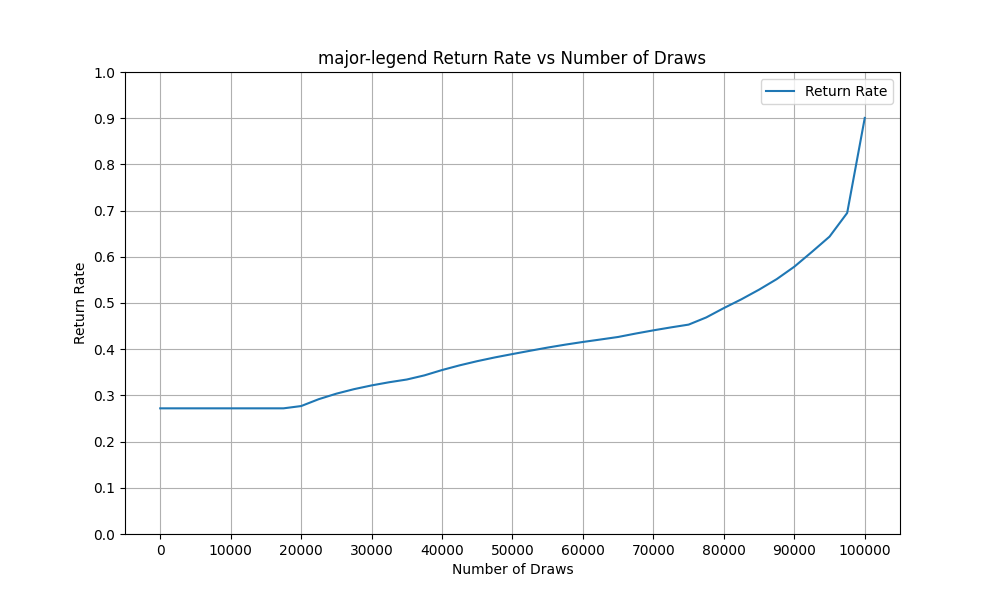 major-legend Return Rate vs Number of Draws
Return Rate
1.0
0.9
0.8
0.7
0.6
0.5
0.4
0.3
0.2
0.1
0.0
Return Rate
0 10000 20000 30000 40000 50000 60000 70000 80000 90000 100000
Number of Draws